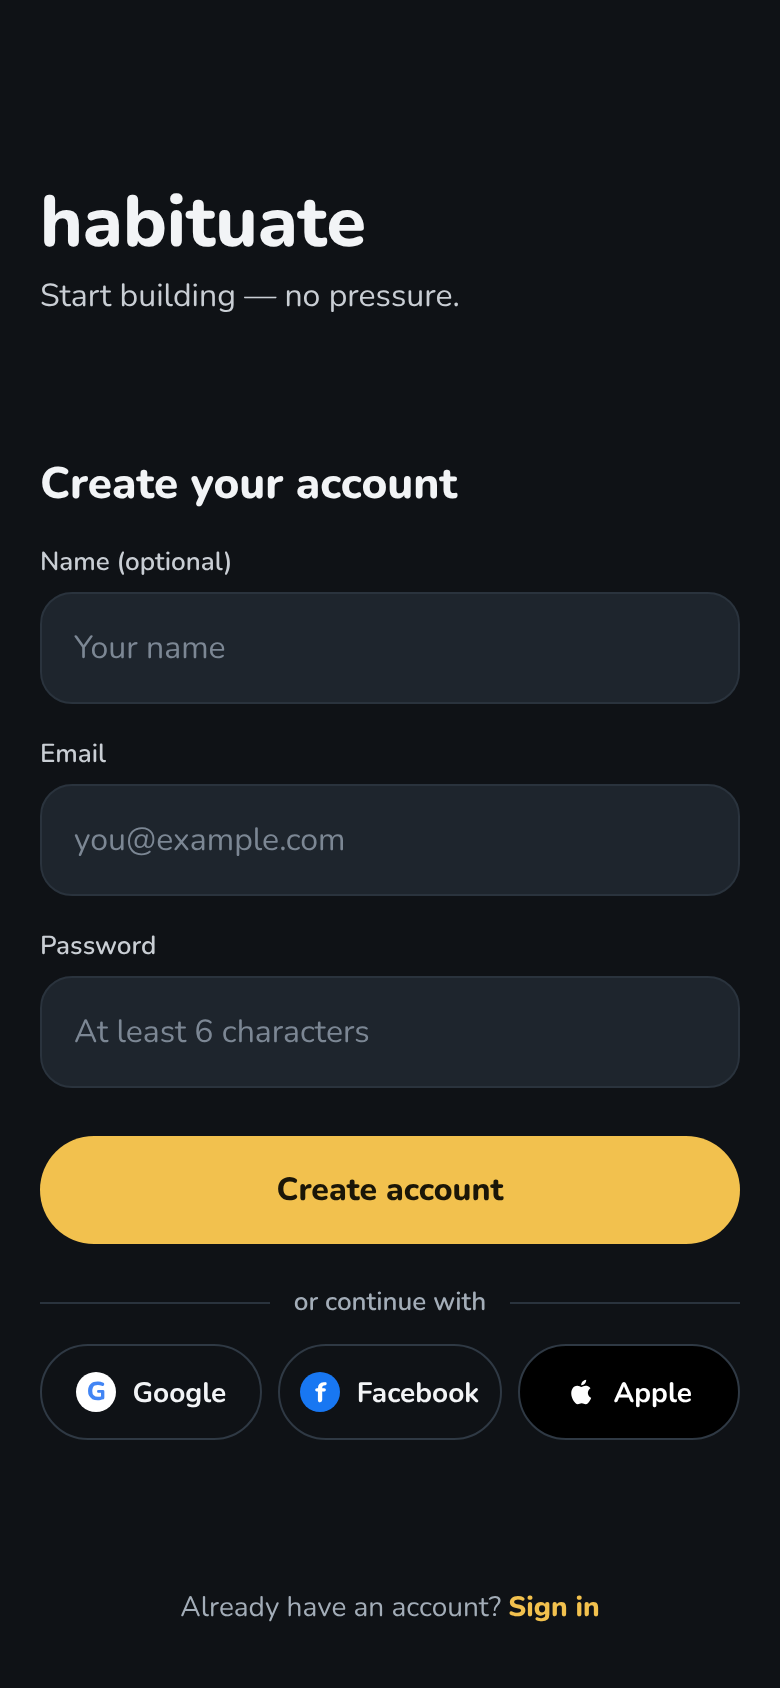 habituate
Start building — no pressure.
Create your account
Name (optional)
Your name
Email
you@example.com
Password
At least 6 characters
Create account
or continue with
G Google
f Facebook
Apple
Already have an account? Sign in